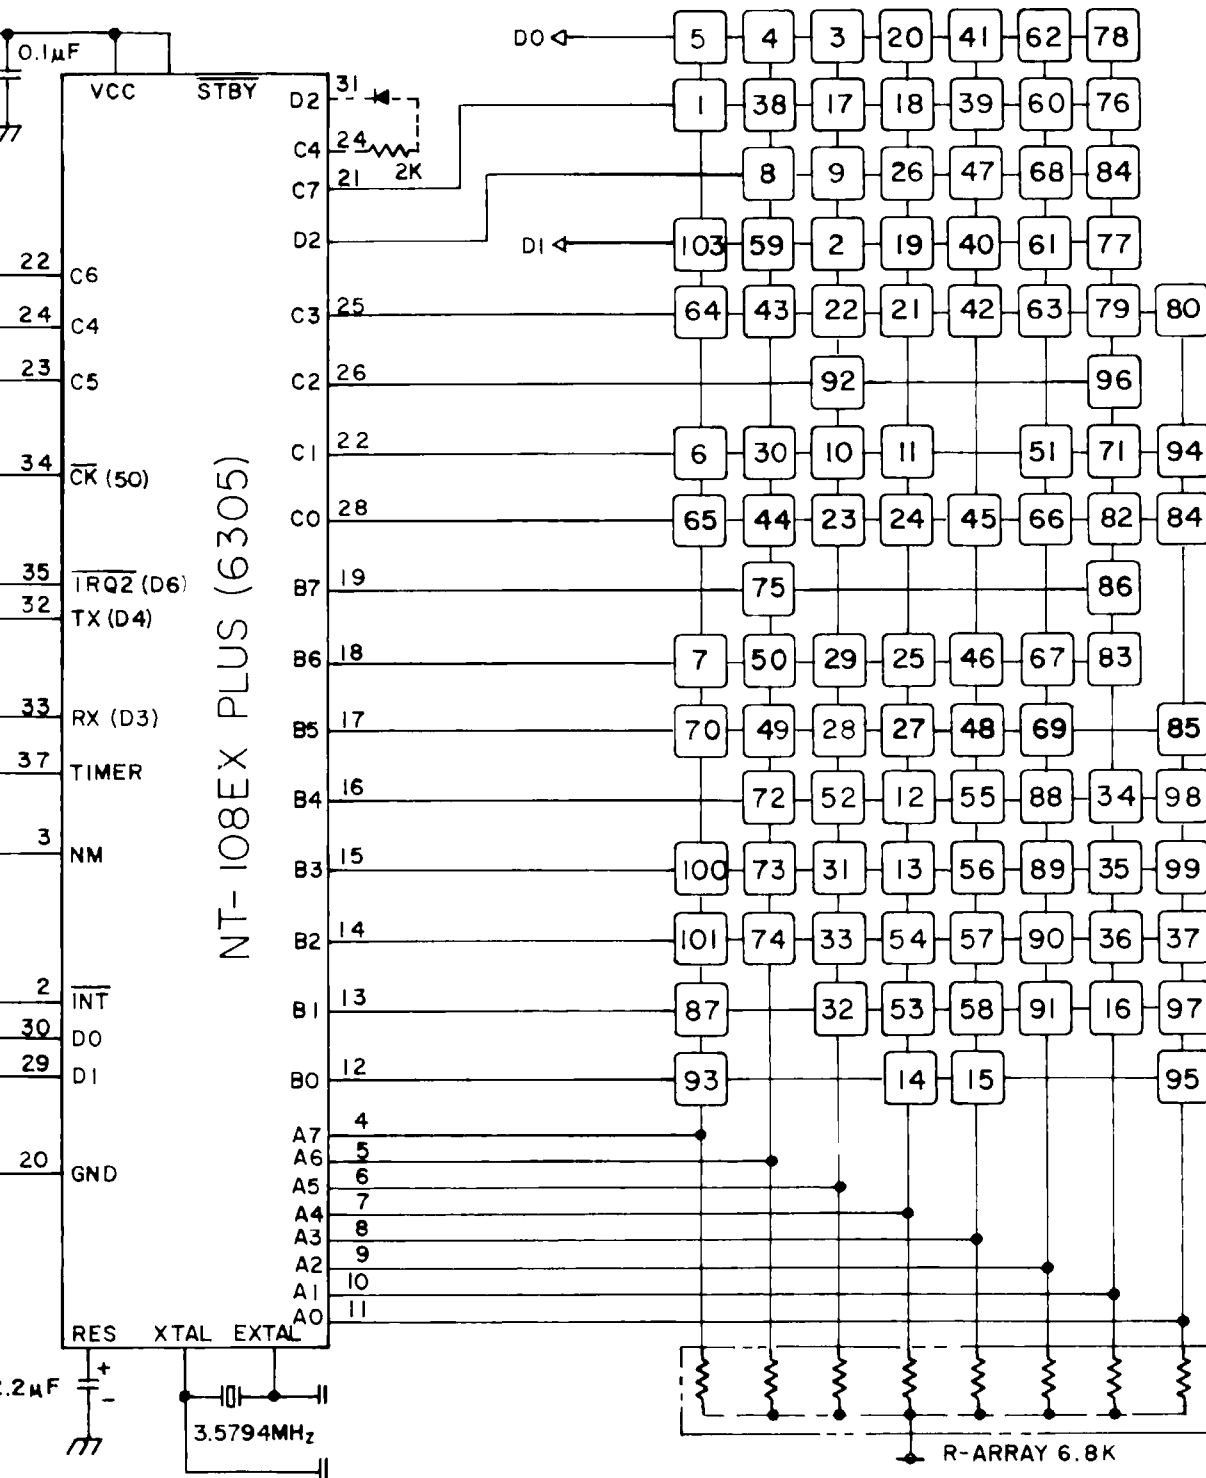 D0 5 4 3 20 41 62 78
0.1µF
VCC STBY D2 31
1 38 17 18 39 60 76
C4 24
2K
C7 21
8 9 26 47 68 84
D2
D1 103 59 2 19 40 61 77
22 C6
C3 25 64 43 22 21 42 63 79 80
24 C4
23 C5
C2 26 92 96
C1 22 6 30 10 11 51 71 94
34 CK (50)
C0 28 65 44 23 24 45 66 82 84
35 IRQ2 (D6)
B7 19 75 86
32 TX (D4)
B6 18 7 50 29 25 46 67 83
33 RX (D3)
B5 17 70 49 28 27 48 69 85
37 TIMER
B4 16 72 52 12 55 88 34 98
NT-108EX PLUS (6305)
3 NM
B3 15 100 73 31 13 56 89 35 99
B2 14 101 74 33 54 57 90 36 37
2 INT
B1 13 87 32 53 58 91 16 97
30 D0
29 D1
B0 12 93 14 15 95
A7 4
A6 5
20 GND
A5 6
A4 7
A3 8
A2 9
A1 10
A0 11
RES XTAL EXTAL
+
2.2µF
-
3.5794MHz
R-ARRAY 6.8K